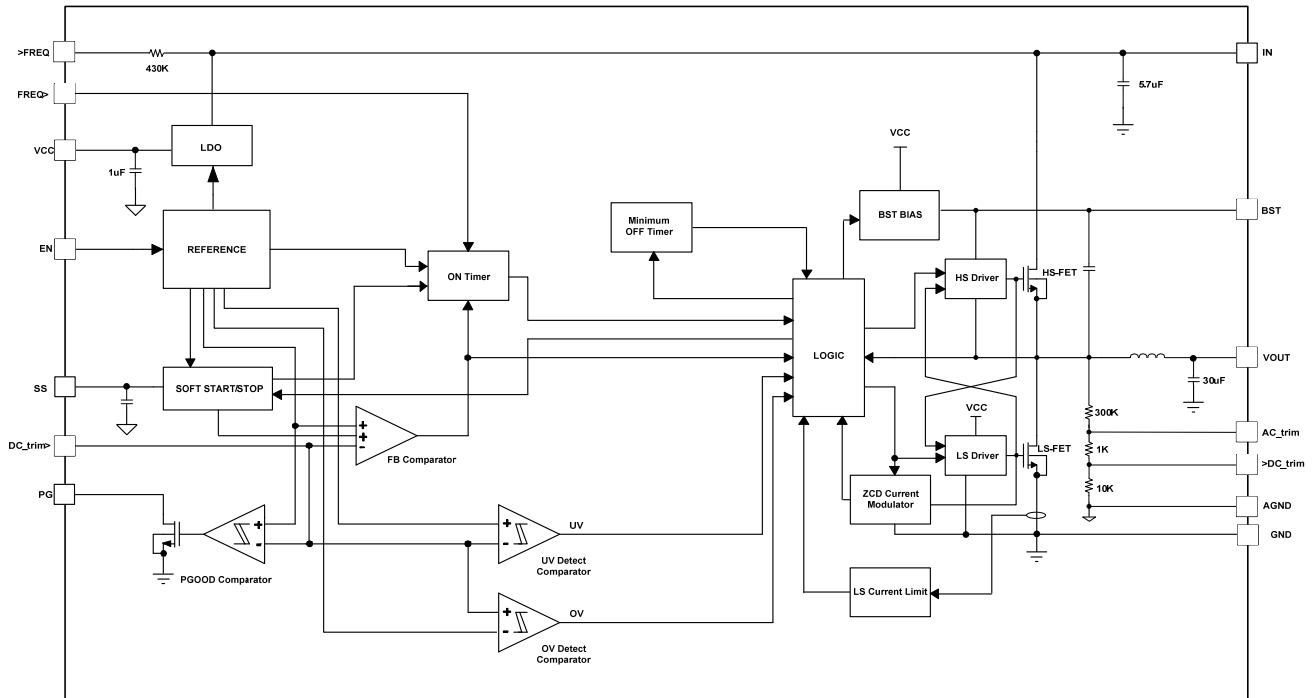 >FREQ
430K
IN
5.7uF
FREQ>
VCC
LDO
1uF
VCC
EN
REFERENCE
ON Timer
Minimum
OFF Timer
BST BIAS
BST
HS Driver
HS-FET
LOGIC
VOUT
30uF
SS
SOFT START/STOP
+
+
-
FB Comparator
DC_trim>
VCC
LS Driver
LS-FET
300K
AC_trim
1K
>DC_trim
10K
AGND
GND
ZCD Current
Modulator
PG
+
-
PGOOD Comparator
+
-
UV
UV Detect
Comparator
LS Current Limit
+
-
OV
OV Detect
Comparator